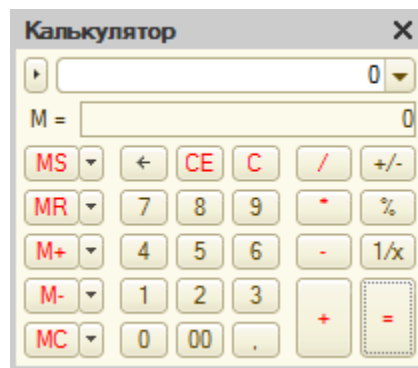 Калькулятор
0
M = 0
MS ← CE C / +/-
MR 7 8 9 * %
M+ 4 5 6 - 1/x
M- 1 2 3 + =
MC 0 00 .